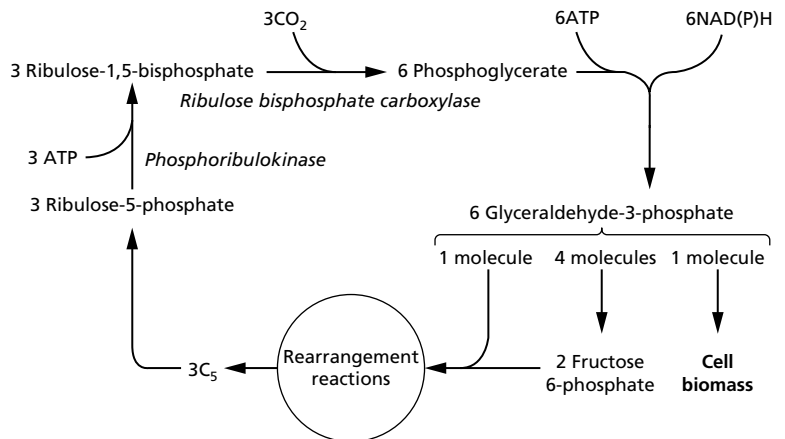 3CO₂
6ATP
6NAD(P)H
3 Ribulose-1,5-bisphosphate
6 Phosphoglycerate
Ribulose bisphosphate carboxylase
3 ATP
Phosphoribulokinase
3 Ribulose-5-phosphate
6 Glyceraldehyde-3-phosphate
1 molecule
4 molecules
1 molecule
Rearrangement
reactions
3C₅
2 Fructose
6-phosphate
Cell
biomass